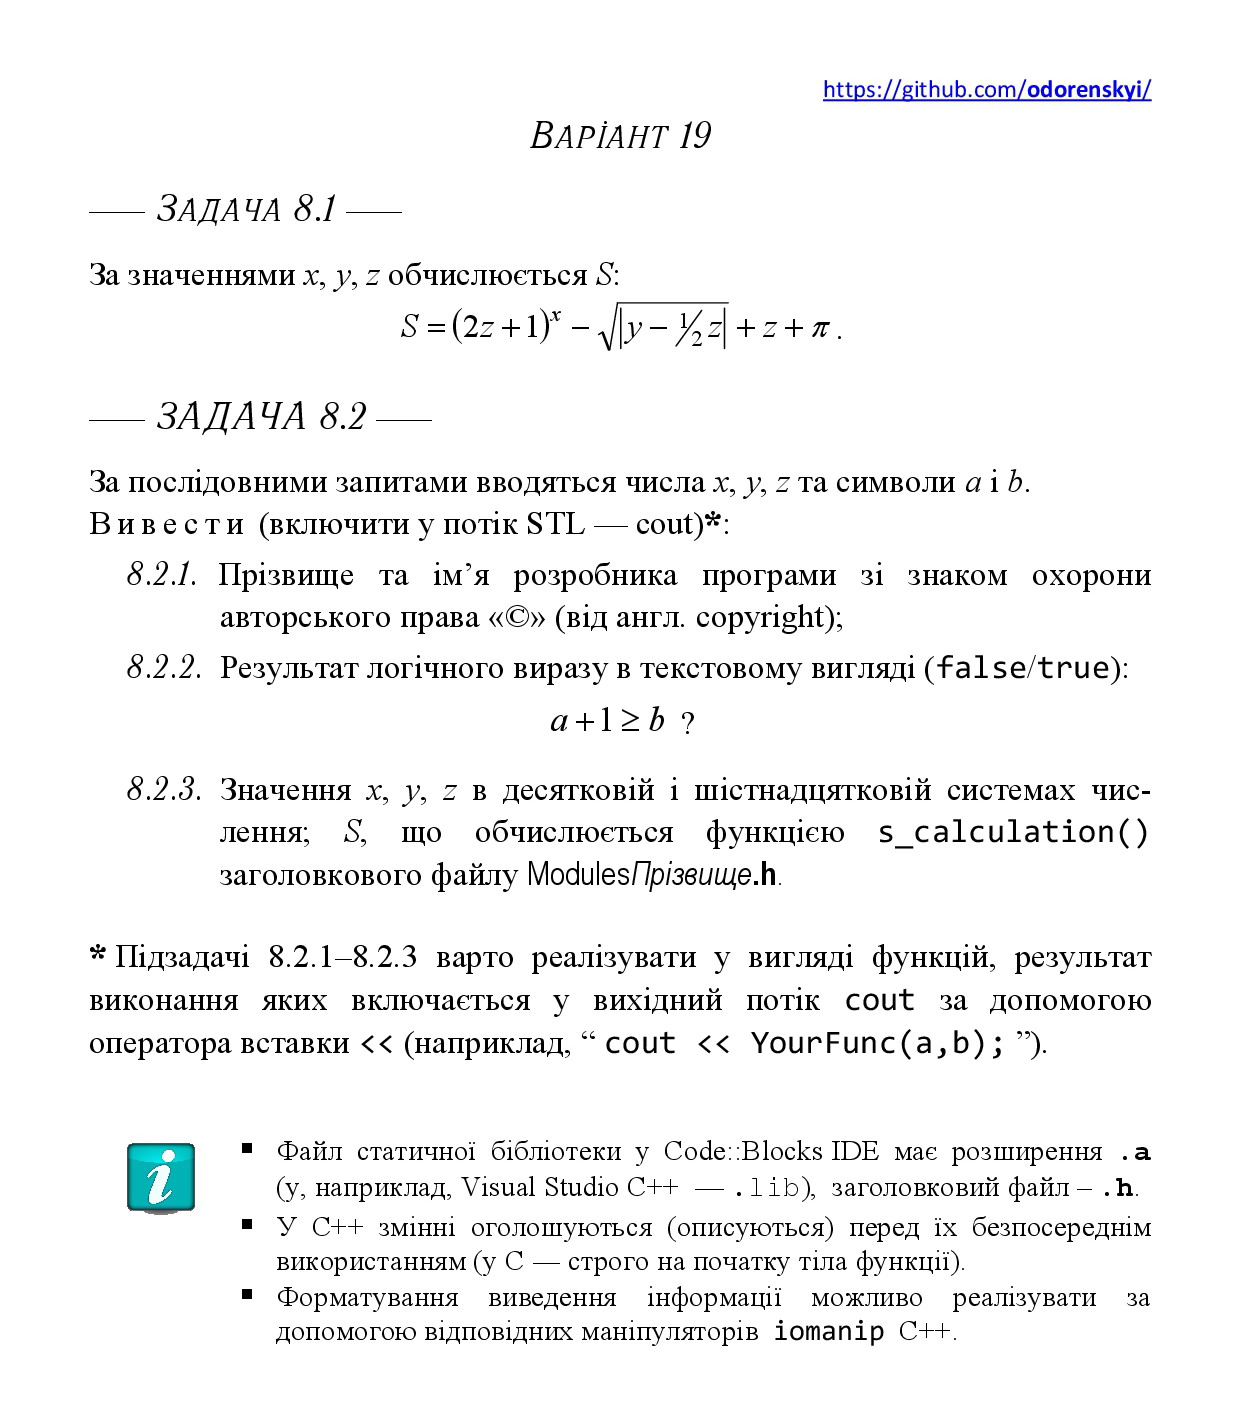 https://github.com/odorenskyi/
ВАРІАНТ 19
—— ЗАДАЧА 8.1 ——
За значеннями x, y, z обчислюється S:
S = (2z + 1)^x − √|y − ½ z| + z + π .
—— ЗАДАЧА 8.2 ——
За послідовними запитами вводяться числа x, y, z та символи a і b.
Вивести (включити у потік STL — cout)*:
8.2.1. Прізвище та ім’я розробника програми зі знаком охорони
авторського права «©» (від англ. copyright);
8.2.2. Результат логічного виразу в текстовому вигляді (false/true):
a + 1 ≥ b ?
8.2.3. Значення x, y, z в десятковій і шістнадцятковій системах чис-
лення; S, що обчислюється функцією s_calculation()
заголовкового файлу ModulesПрізвище.h.
* Підзадачі 8.2.1–8.2.3 варто реалізувати у вигляді функцій, результат
виконання яких включається у вихідний потік cout за допомогою
оператора вставки << (наприклад, “ cout << YourFunc(a,b); ”).
▪ Файл статичної бібліотеки у Code::Blocks IDE має розширення .a
(у, наприклад, Visual Studio C++ — .lib), заголовковий файл – .h.
▪ У С++ змінні оголошуються (описуються) перед їх безпосереднім
використанням (у С — строго на початку тіла функції).
▪ Форматування виведення інформації можливо реалізувати за
допомогою відповідних маніпуляторів iomanip С++.